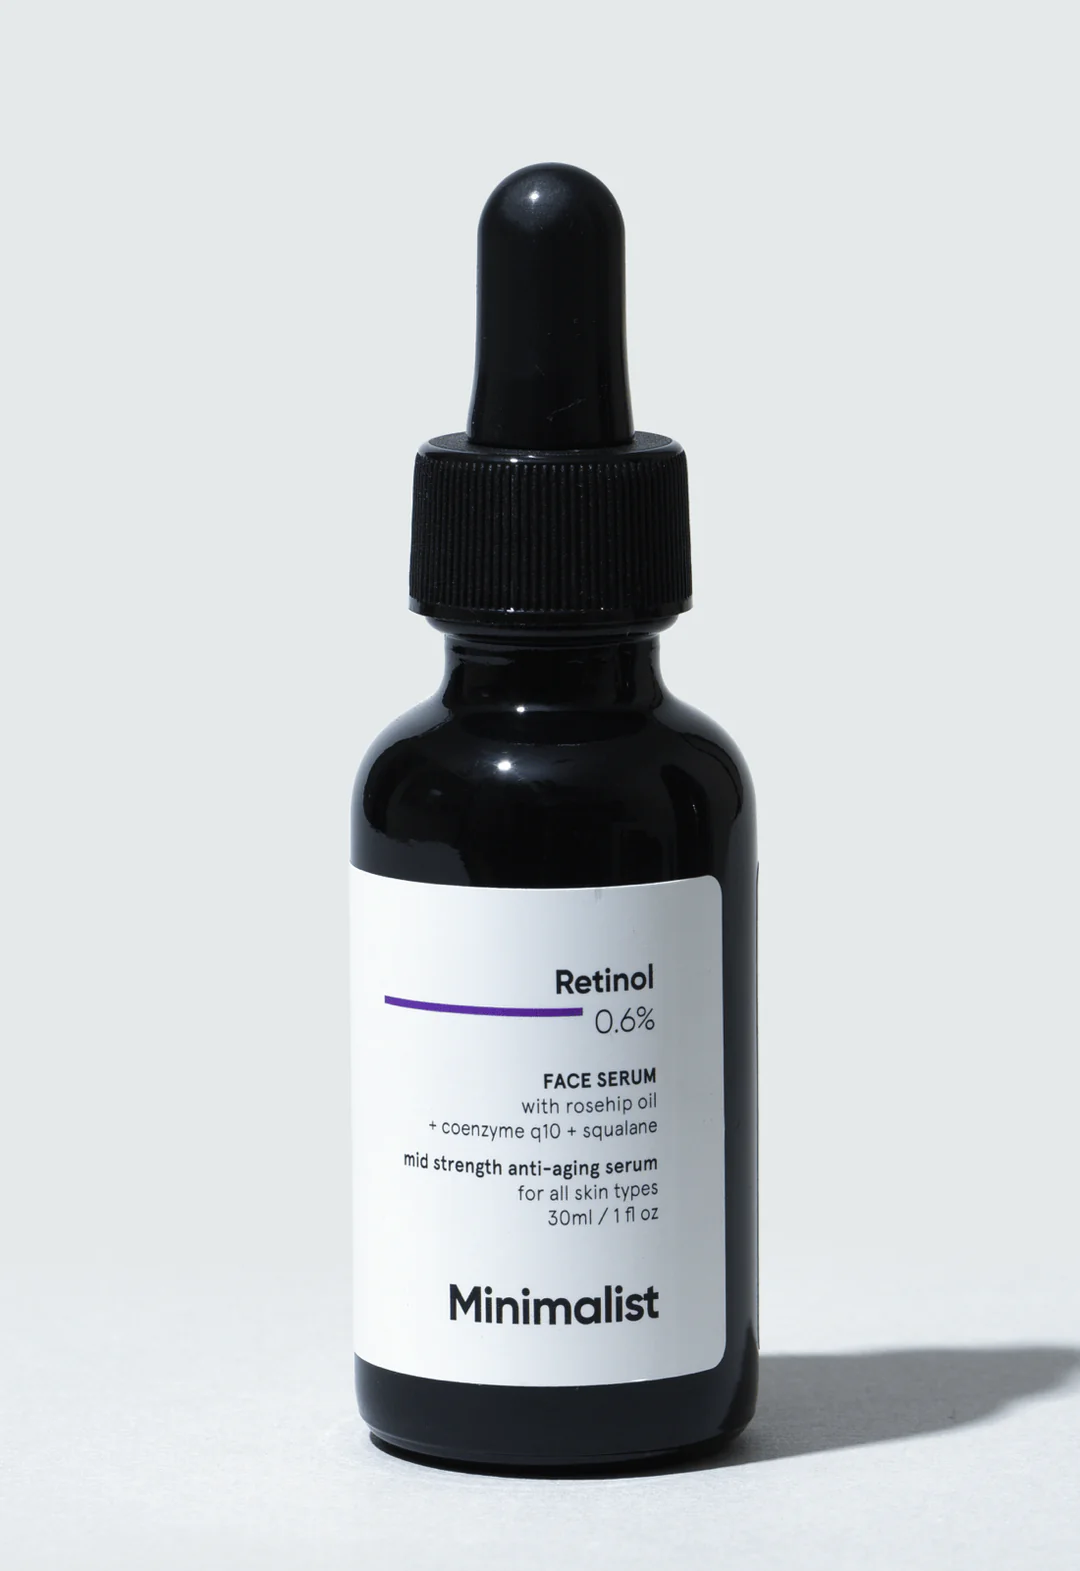 Retinol
0.6%
FACE SERUM
with rosehip oil
+ coenzyme q10 + squalane
mid strength anti-aging serum
for all skin types
30ml / 1 fl oz
Minimalist